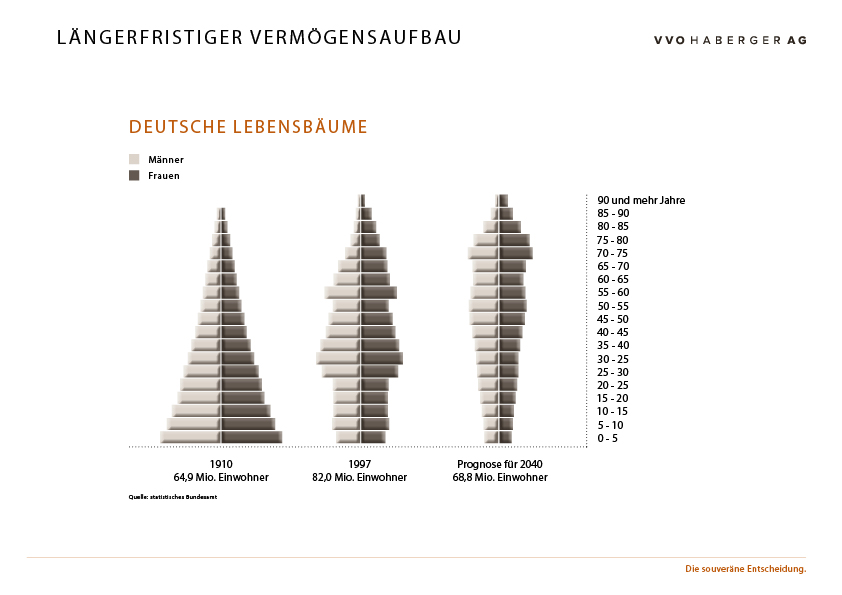 LÄNGERFRISTIGER VERMÖGENSAUFBAU
VVO HABERGER AG
DEUTSCHE LEBENSBÄUME
Männer
Frauen
90 und mehr Jahre
85 - 90
80 - 85
75 - 80
70 - 75
65 - 70
60 - 65
55 - 60
50 - 55
45 - 50
40 - 45
35 - 40
30 - 25
25 - 30
20 - 25
15 - 20
10 - 15
5 - 10
0 - 5
1910
64,9 Mio. Einwohner
1997
82,0 Mio. Einwohner
Prognose für 2040
68,8 Mio. Einwohner
Quelle: statistisches Bundesamt
Die souveräne Entscheidung.